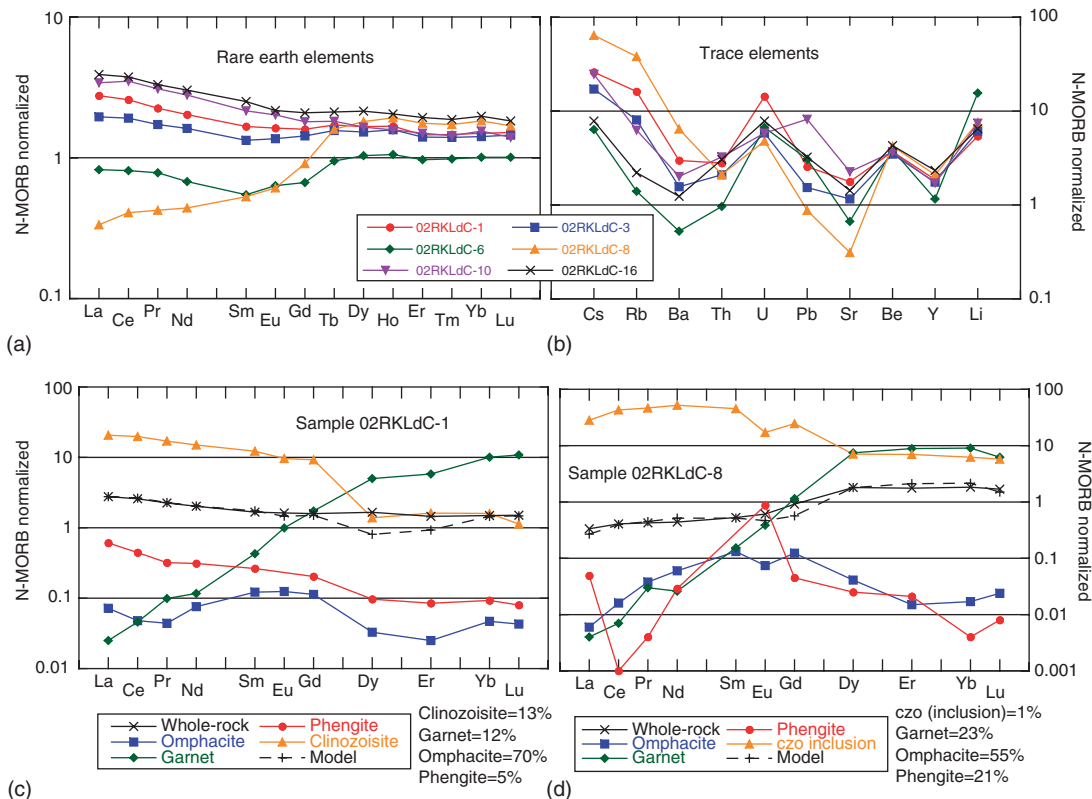 10
1
0.1
N-MORB normalized
Rare earth elements
La Ce Pr Nd Sm Eu Gd Tb Dy Ho Er Tm Yb Lu
(a)
Trace elements
100
10
1
0.1
N-MORB normalized
Cs Rb Ba Th U Pb Sr Be Y Li
(b)
02RKLdC-1 02RKLdC-3
02RKLdC-6 02RKLdC-8
02RKLdC-10 02RKLdC-16
100
10
1
0.1
0.01
N-MORB normalized
Sample 02RKLdC-1
La Ce Pr Nd Sm Eu Gd Dy Er Yb Lu
(c)
Whole-rock Phengite
Omphacite Clinozoisite
Garnet Model
Clinozoisite=13%
Garnet=12%
Omphacite=70%
Phengite=5%
Sample 02RKLdC-8
100
10
1
0.1
0.01
0.001
N-MORB normalized
La Ce Pr Nd Sm Eu Gd Dy Er Yb Lu
(d)
Whole-rock Phengite
Omphacite czo inclusion
Garnet Model
czo (inclusion)=1%
Garnet=23%
Omphacite=55%
Phengite=21%